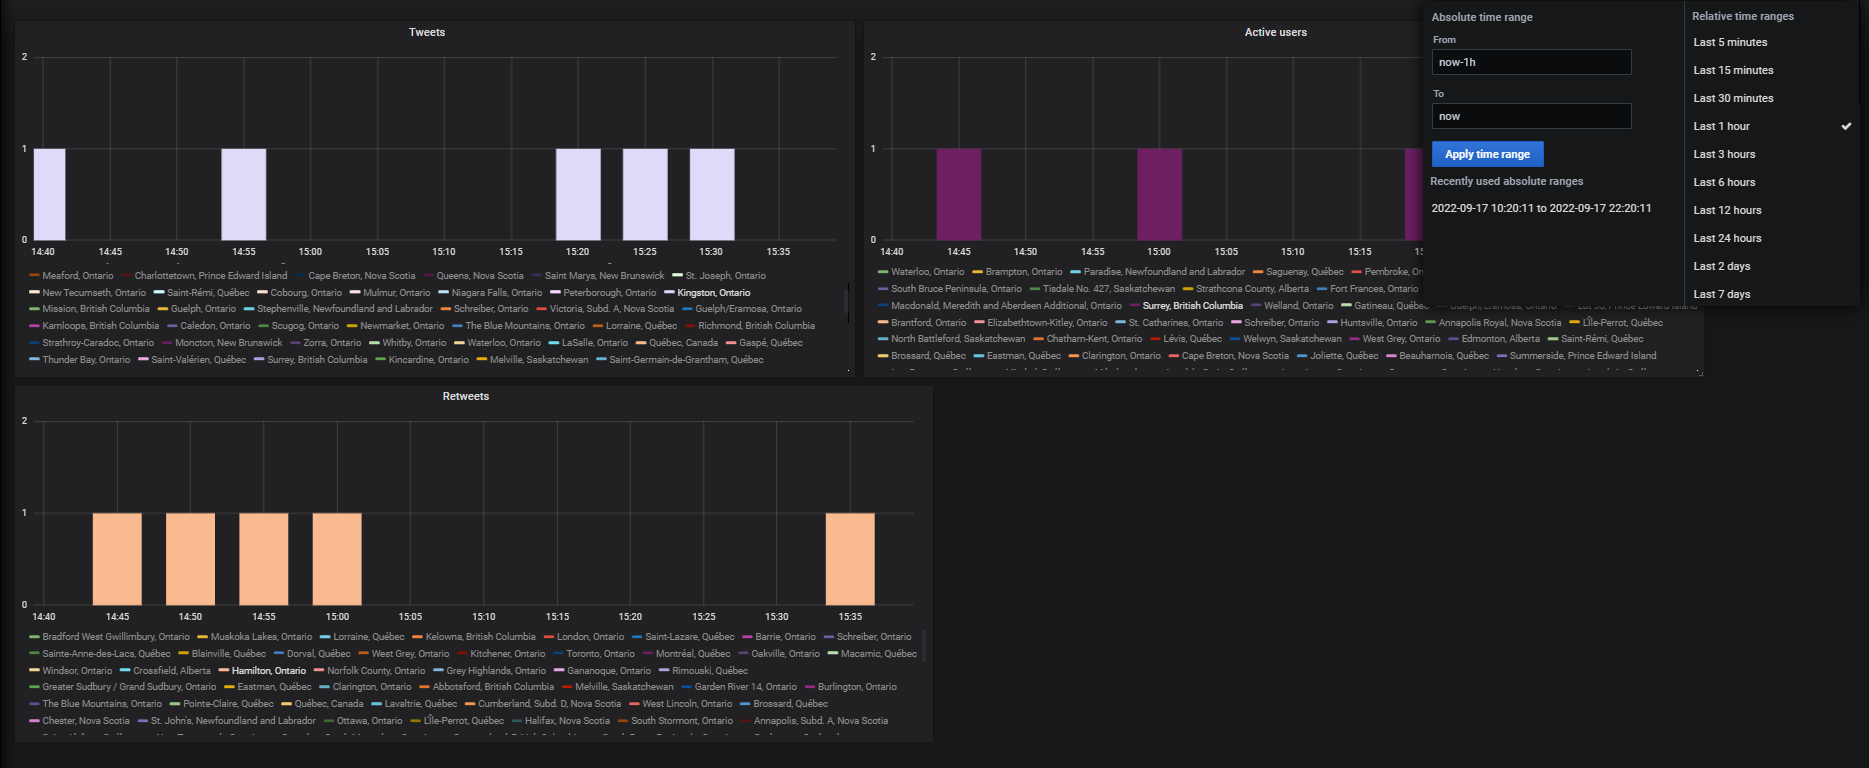 Tweets
2
1
0
14:40 14:45 14:50 14:55 15:00 15:05 15:10 15:15 15:20 15:25 15:30 15:35
Meaford, Ontario Charlottetown, Prince Edward Island Cape Breton, Nova Scotia Queens, Nova Scotia Saint Marys, New Brunswick St. Joseph, Ontario
New Tecumseth, Ontario Saint-Rémi, Québec Cobourg, Ontario Mulmur, Ontario Niagara Falls, Ontario Peterborough, Ontario Kingston, Ontario
Mission, British Columbia Guelph, Ontario Stephenville, Newfoundland and Labrador Schreiber, Ontario Victoria, Subd. A, Nova Scotia Guelph/Eramosa, Ontario
Kamloops, British Columbia Caledon, Ontario Scugog, Ontario Newmarket, Ontario The Blue Mountains, Ontario Lorraine, Québec Richmond, British Columbia
Strathroy-Caradoc, Ontario Moncton, New Brunswick Zorra, Ontario Whitby, Ontario Waterloo, Ontario LaSalle, Ontario Québec, Canada Gaspé, Québec
Thunder Bay, Ontario Saint-Valérien, Québec Surrey, British Columbia Kincardine, Ontario Melville, Saskatchewan Saint-Germain-de-Grantham, Québec
Active users
2
1
0
14:40 14:45 14:50 14:55 15:00 15:05 15:10 15:15
Waterloo, Ontario Brampton, Ontario Paradise, Newfoundland and Labrador Saguenay, Québec Pembroke, On
South Bruce Peninsula, Ontario Tisdale No. 427, Saskatchewan Strathcona County, Alberta Fort Frances, Ontario
Macdonald, Meredith and Aberdeen Additional, Ontario Surrey, British Columbia Welland, Ontario Gatineau, Québec Guelph/Eramosa, Ontario
Brantford, Ontario Elizabethtown-Kitley, Ontario St. Catharines, Ontario Schreiber, Ontario Huntsville, Ontario Annapolis Royal, Nova Scotia L'Île-Perrot, Québec
North Battleford, Saskatchewan Chatham-Kent, Ontario Lévis, Québec Welwyn, Saskatchewan West Grey, Ontario Edmonton, Alberta Saint-Rémi, Québec
Brossard, Québec Eastman, Québec Clarington, Ontario Cape Breton, Nova Scotia Joliette, Québec Beauharnois, Québec Summerside, Prince Edward Island
Absolute time range
From
now-1h
To
now
Apply time range
Recently used absolute ranges
2022-09-17 10:20:11 to 2022-09-17 22:20:11
Relative time ranges
Last 5 minutes
Last 15 minutes
Last 30 minutes
Last 1 hour
Last 3 hours
Last 6 hours
Last 12 hours
Last 24 hours
Last 2 days
Last 7 days
Retweets
2
1
0
14:40 14:45 14:50 14:55 15:00 15:05 15:10 15:15 15:20 15:25 15:30 15:35
Bradford West Gwillimbury, Ontario Muskoka Lakes, Ontario Lorraine, Québec Kelowna, British Columbia London, Ontario Saint-Lazare, Québec Barrie, Ontario Schreiber, Ontario
Sainte-Anne-des-Lacs, Québec Blainville, Québec Dorval, Québec West Grey, Ontario Kitchener, Ontario Toronto, Ontario Montréal, Québec Oakville, Ontario Macamic, Québec
Windsor, Ontario Crossfield, Alberta Hamilton, Ontario Norfolk County, Ontario Grey Highlands, Ontario Gananoque, Ontario Rimouski, Québec
Greater Sudbury / Grand Sudbury, Ontario Eastman, Québec Clarington, Ontario Abbotsford, British Columbia Melville, Saskatchewan Garden River 14, Ontario Burlington, Ontario
The Blue Mountains, Ontario Pointe-Claire, Québec Québec, Canada Lavaltrie, Québec Cumberland, Subd. D, Nova Scotia West Lincoln, Ontario Brossard, Québec
Chester, Nova Scotia St. John's, Newfoundland and Labrador Ottawa, Ontario L'Île-Perrot, Québec Halifax, Nova Scotia South Stormont, Ontario Annapolis, Subd. A, Nova Scotia